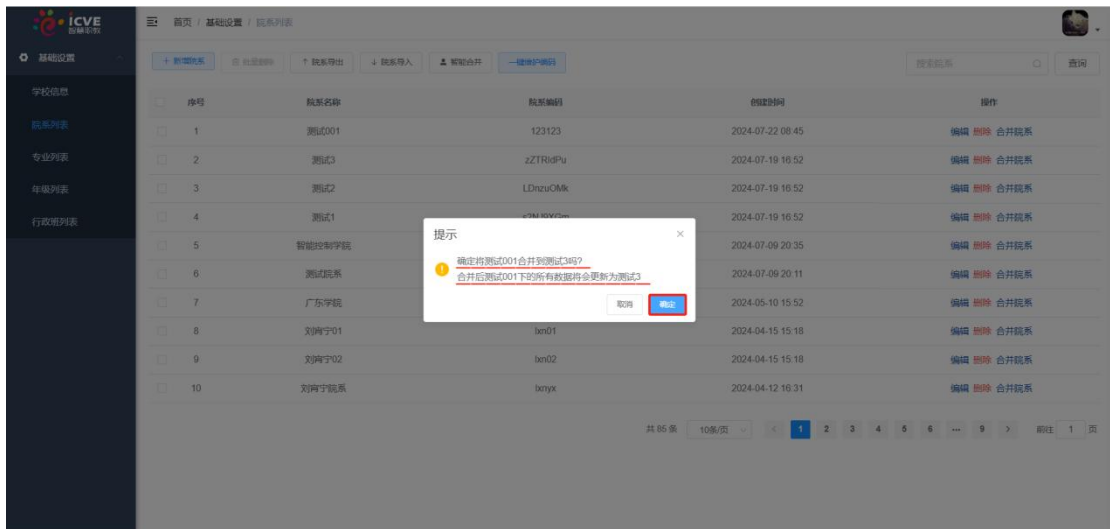 icve
智慧职教
首页 / 基础设置 / 院系列表
基础设置
学校信息
院系列表
专业列表
年级列表
行政班列表
+ 新增院系 批量删除 ↑ 院系导出 ↓ 院系导入 智能合并 一键维护编码 搜索院系 查询
序号 院系名称 院系编码 创建时间 操作
1 测试001 123123 2024-07-22 08:45 编辑 删除 合并院系
2 测试3 zZTRidPu 2024-07-19 16:52 编辑 删除 合并院系
3 测试2 LDnzuOMk 2024-07-19 16:52 编辑 删除 合并院系
4 测试1 2024-07-19 16:52 编辑 删除 合并院系
5 智能控制学院 2024-07-09 20:35 编辑 删除 合并院系
6 测试院系 2024-07-09 20:11 编辑 删除 合并院系
7 广东学院 2024-05-10 15:52 编辑 删除 合并院系
8 刘宵宁01 lxn01 2024-04-15 15:18 编辑 删除 合并院系
9 刘宵宁02 lxn02 2024-04-15 15:18 编辑 删除 合并院系
10 刘宵宁院系 lxnyx 2024-04-12 16:31 编辑 删除 合并院系
提示
确定将测试001合并到测试3吗?
合并后测试001下的所有数据将会更新为测试3
取消 确定
共 85 条 10条/页 < 1 2 3 4 5 6 ... 9 > 前往 1 页